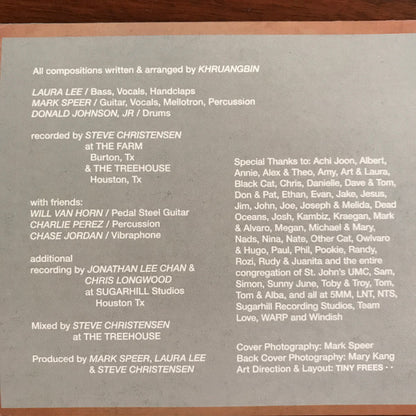 All compositions written & arranged by KHRUANGBIN
LAURA LEE / Bass, Vocals, Handclaps
MARK SPEER / Guitar, Vocals, Mellotron, Percussion
DONALD JOHNSON, JR / Drums
recorded by STEVE CHRISTENSEN
at THE FARM
Burton, Tx
& THE TREEHOUSE
Houston, Tx
with friends:
WILL VAN HORN / Pedal Steel Guitar
CHARLIE PEREZ / Percussion
CHASE JORDAN / Vibraphone
additional
recording by JONATHAN LEE CHAN &
CHRIS LONGWOOD
at SUGARHILL Studios
Houston Tx
Mixed by STEVE CHRISTENSEN
at THE TREEHOUSE
Produced by MARK SPEER, LAURA LEE
& STEVE CHRISTENSEN
Special Thanks to: Achi Joon, Albert,
Annie, Alex & Theo, Amy, Art & Laura,
Black Cat, Chris, Danielle, Dave & Tom,
Don & Pat, Ethan, Evan, Jake, Jesus,
Jim, John, Joe, Joseph & Melida, Dead
Oceans, Josh, Kambiz, Kraegan, Mark
& Alvaro, Megan, Michael & Mary,
Nads, Nina, Nate, Other Cat, Owlvaro
& Hugo, Paul, Phil, Pookie, Randy,
Rozi, Rudy & Juanita and the entire
congregation of St. John's UMC, Sam,
Simon, Sunny June, Toby & Troy, Tom,
Tom & Alba, and all at 5MM, LNT, NTS,
Sugarhill Recording Studios, Team
Love, WARP and Windish
Cover Photography: Mark Speer
Back Cover Photography: Mary Kang
Art Direction & Layout: TINY FREES · ·